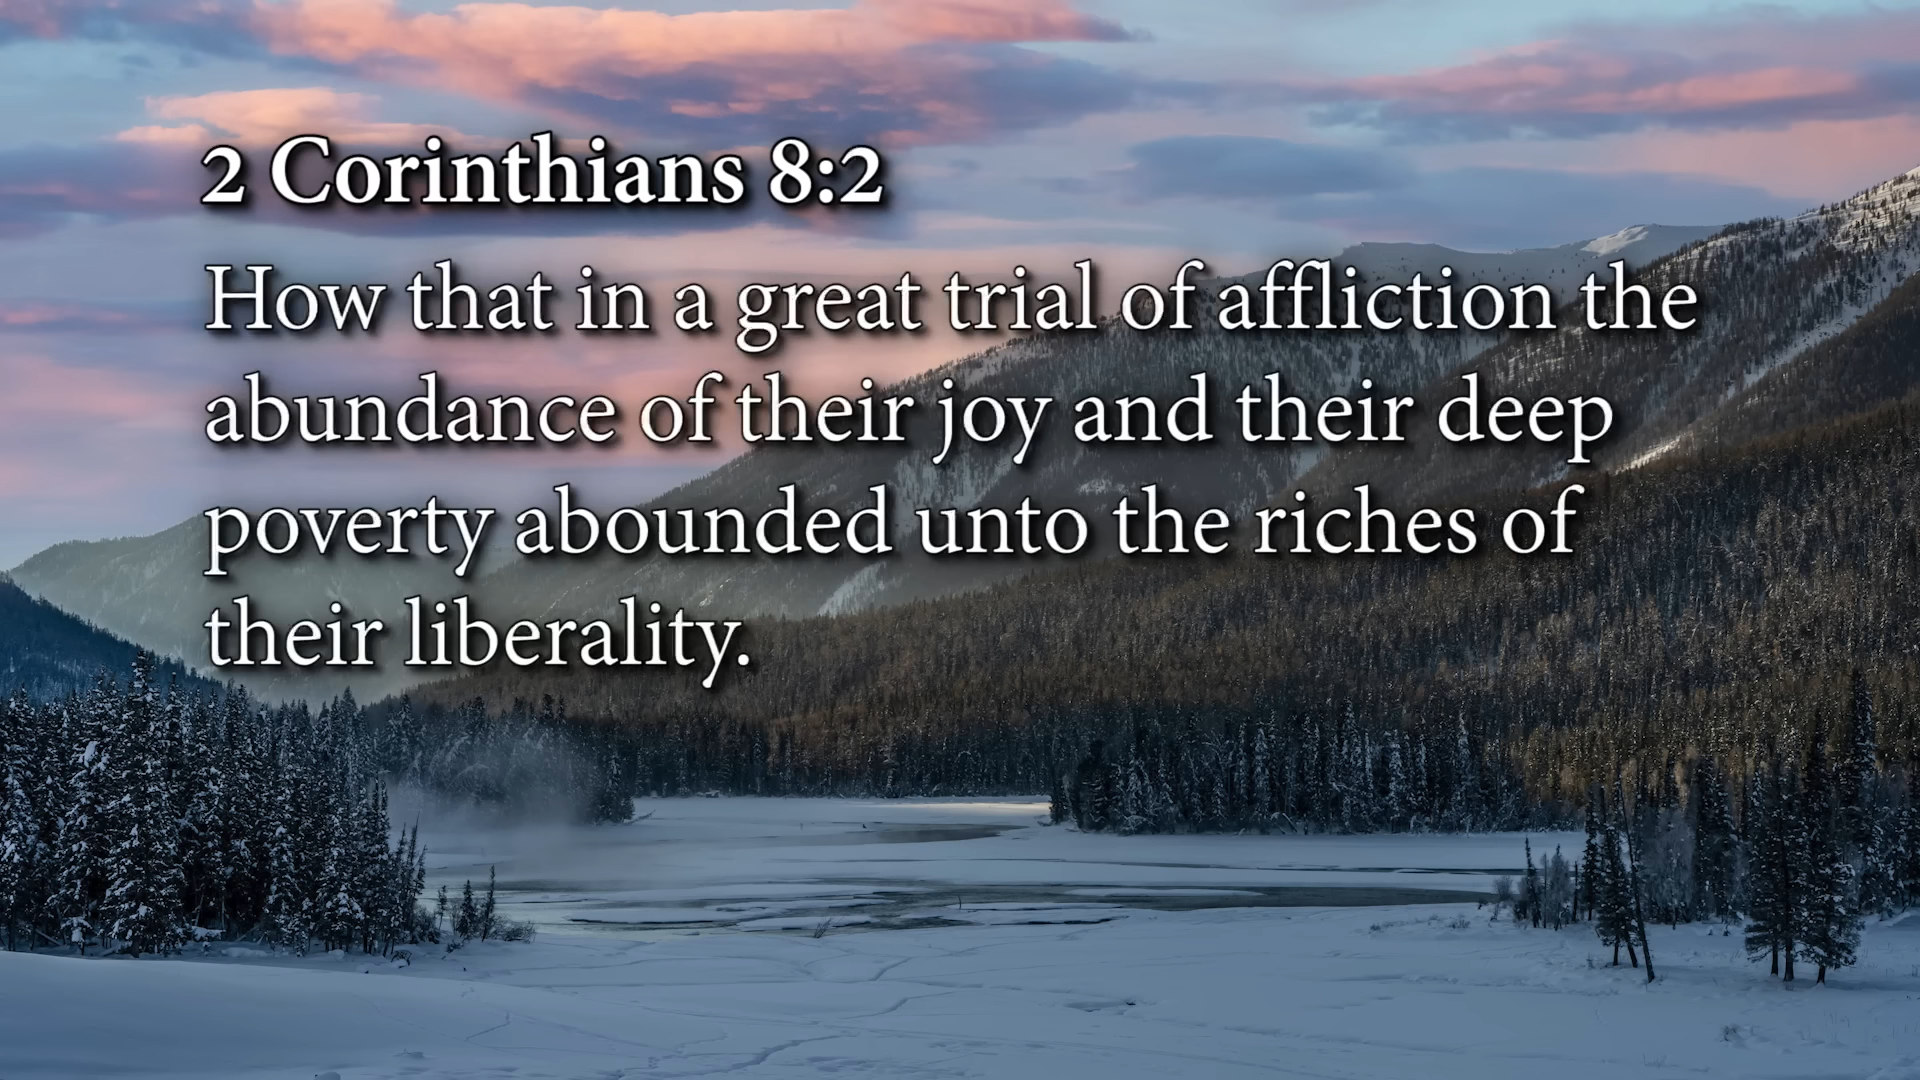 2 Corinthians 8:2
How that in a great trial of affliction the
abundance of their joy and their deep
poverty abounded unto the riches of
their liberality.